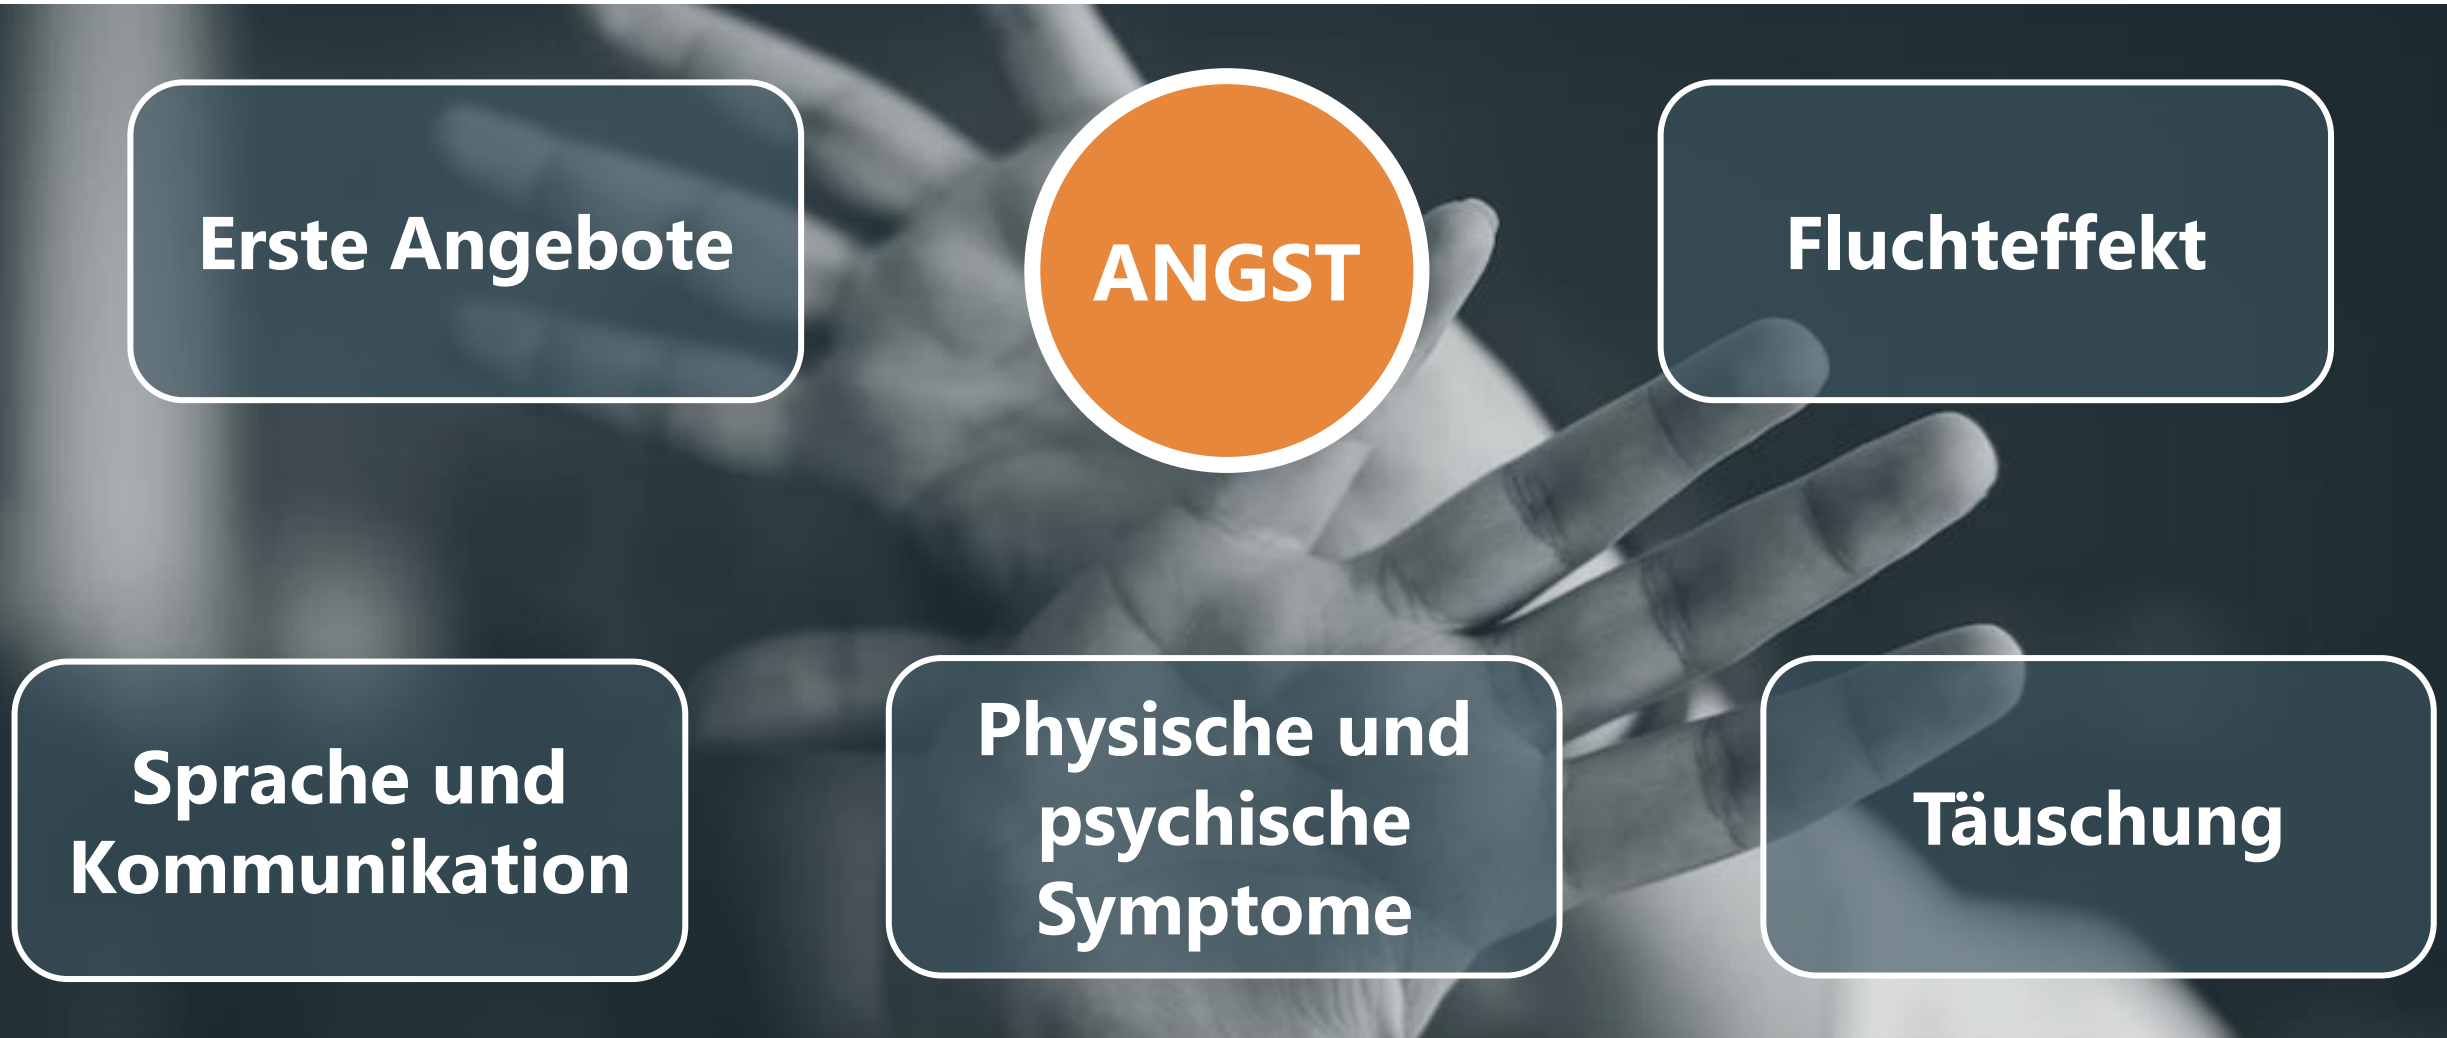 Erste Angebote
ANGST
Fluchteffekt
Sprache und
Kommunikation
Physische und
psychische
Symptome
Täuschung